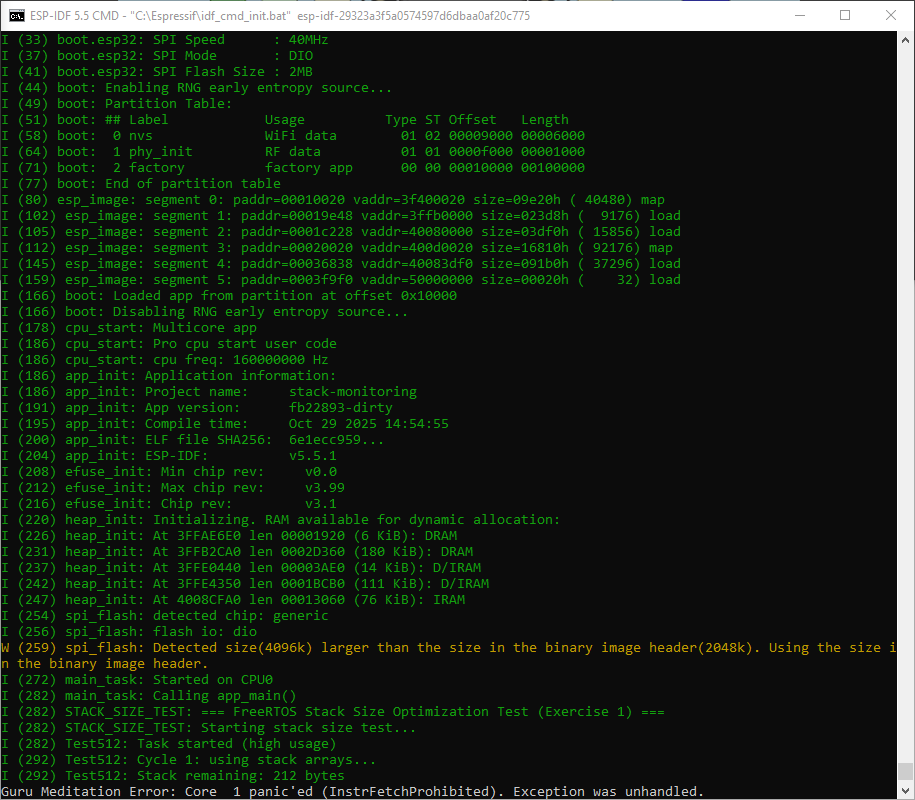 ESP-IDF 5.5 CMD - "C:\Espressif\idf_cmd_init.bat"  esp-idf-29323a3f5a0574597d6dbaa0af20c775
I (33) boot.esp32: SPI Speed      : 40MHz
I (37) boot.esp32: SPI Mode       : DIO
I (41) boot.esp32: SPI Flash Size : 2MB
I (44) boot: Enabling RNG early entropy source...
I (49) boot: Partition Table:
I (51) boot: ## Label            Usage          Type ST Offset   Length
I (58) boot:  0 nvs              WiFi data        01 02 00009000 00006000
I (64) boot:  1 phy_init         RF data          01 01 0000f000 00001000
I (71) boot:  2 factory          factory app      00 00 00010000 00100000
I (77) boot: End of partition table
I (80) esp_image: segment 0: paddr=00010020 vaddr=3f400020 size=09e20h ( 40480) map
I (102) esp_image: segment 1: paddr=00019e48 vaddr=3ffb0000 size=023d8h (  9176) load
I (105) esp_image: segment 2: paddr=0001c228 vaddr=40080000 size=03df0h ( 15856) load
I (112) esp_image: segment 3: paddr=00020020 vaddr=400d0020 size=16810h ( 92176) map
I (145) esp_image: segment 4: paddr=00036838 vaddr=40083df0 size=091b0h ( 37296) load
I (159) esp_image: segment 5: paddr=0003f9f0 vaddr=50000000 size=00020h (    32) load
I (166) boot: Loaded app from partition at offset 0x10000
I (166) boot: Disabling RNG early entropy source...
I (178) cpu_start: Multicore app
I (186) cpu_start: Pro cpu start user code
I (186) cpu_start: cpu freq: 160000000 Hz
I (186) app_init: Application information:
I (186) app_init: Project name:     stack-monitoring
I (191) app_init: App version:      fb22893-dirty
I (195) app_init: Compile time:     Oct 29 2025 14:54:55
I (200) app_init: ELF file SHA256:  6e1ecc959...
I (204) app_init: ESP-IDF:          v5.5.1
I (208) efuse_init: Min chip rev:     v0.0
I (212) efuse_init: Max chip rev:     v3.99
I (216) efuse_init: Chip rev:         v3.1
I (220) heap_init: Initializing. RAM available for dynamic allocation:
I (226) heap_init: At 3FFAE6E0 len 00001920 (6 KiB): DRAM
I (231) heap_init: At 3FFB2CA0 len 0002D360 (180 KiB): DRAM
I (237) heap_init: At 3FFE0440 len 00003AE0 (14 KiB): D/IRAM
I (242) heap_init: At 3FFE4350 len 0001BCB0 (111 KiB): D/IRAM
I (247) heap_init: At 4008CFA0 len 00013060 (76 KiB): IRAM
I (254) spi_flash: detected chip: generic
I (256) spi_flash: flash io: dio
W (259) spi_flash: Detected size(4096k) larger than the size in the binary image header(2048k). Using the size i
n the binary image header.
I (272) main_task: Started on CPU0
I (282) main_task: Calling app_main()
I (282) STACK_SIZE_TEST: === FreeRTOS Stack Size Optimization Test (Exercise 1) ===
I (282) STACK_SIZE_TEST: Starting stack size test...
I (282) Test512: Task started (high usage)
I (292) Test512: Cycle 1: using stack arrays...
I (292) Test512: Stack remaining: 212 bytes
Guru Meditation Error: Core  1 panic'ed (InstrFetchProhibited). Exception was unhandled.